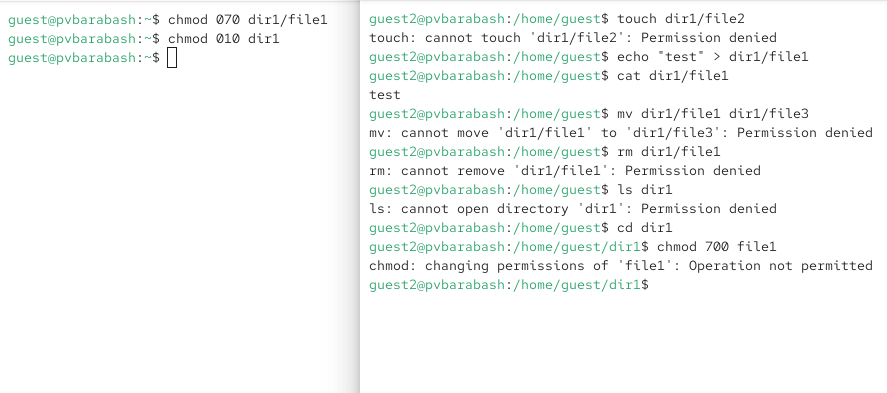 guest@pvbarabash:~$ chmod 070 dir1/file1
guest@pvbarabash:~$ chmod 010 dir1
guest@pvbarabash:~$
guest2@pvbarabash:/home/guest$ touch dir1/file2
touch: cannot touch 'dir1/file2': Permission denied
guest2@pvbarabash:/home/guest$ echo "test" > dir1/file1
guest2@pvbarabash:/home/guest$ cat dir1/file1
test
guest2@pvbarabash:/home/guest$ mv dir1/file1 dir1/file3
mv: cannot move 'dir1/file1' to 'dir1/file3': Permission denied
guest2@pvbarabash:/home/guest$ rm dir1/file1
rm: cannot remove 'dir1/file1': Permission denied
guest2@pvbarabash:/home/guest$ ls dir1
ls: cannot open directory 'dir1': Permission denied
guest2@pvbarabash:/home/guest$ cd dir1
guest2@pvbarabash:/home/guest/dir1$ chmod 700 file1
chmod: changing permissions of 'file1': Operation not permitted
guest2@pvbarabash:/home/guest/dir1$